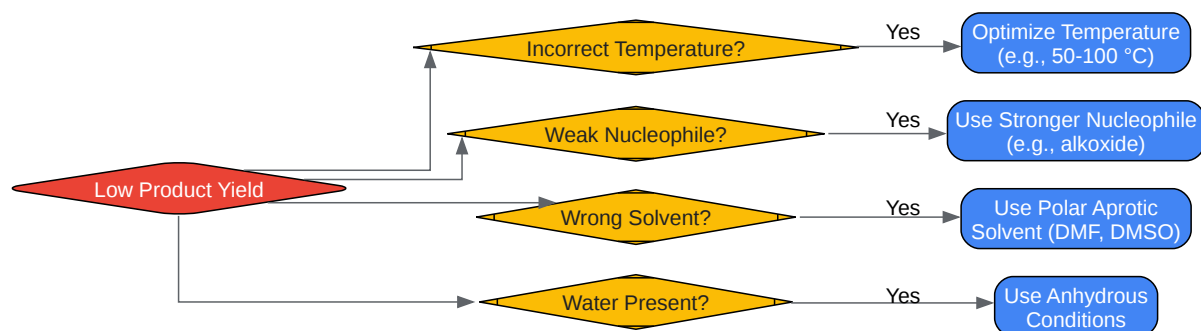 Incorrect Temperature?
Yes
Optimize Temperature
(e.g., 50-100 °C)
Weak Nucleophile?
Yes
Use Stronger Nucleophile
(e.g., alkoxide)
Low Product Yield
Wrong Solvent?
Yes
Use Polar Aprotic
Solvent (DMF, DMSO)
Water Present?
Yes
Use Anhydrous
Conditions